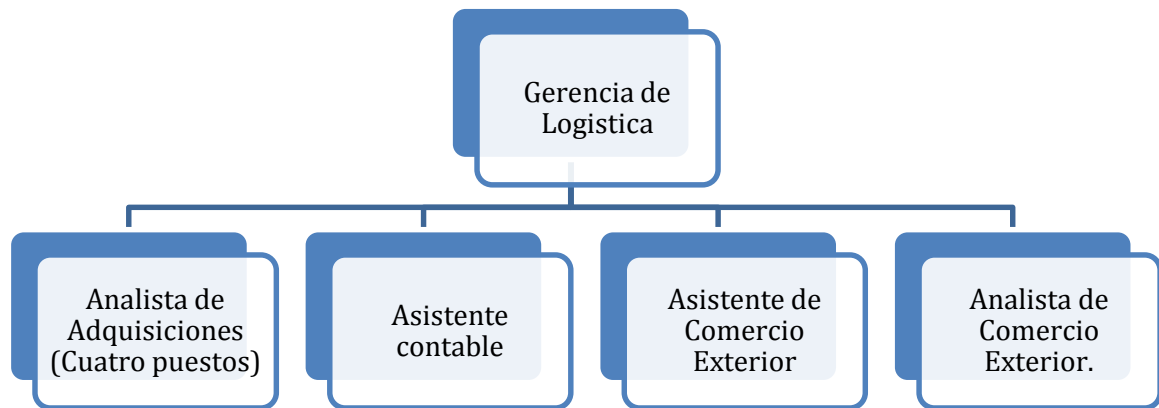 Gerencia de
Logistica
Analista de
Adquisiciones
(Cuatro puestos)
Asistente
contable
Asistente de
Comercio
Exterior
Analista de
Comercio
Exterior.